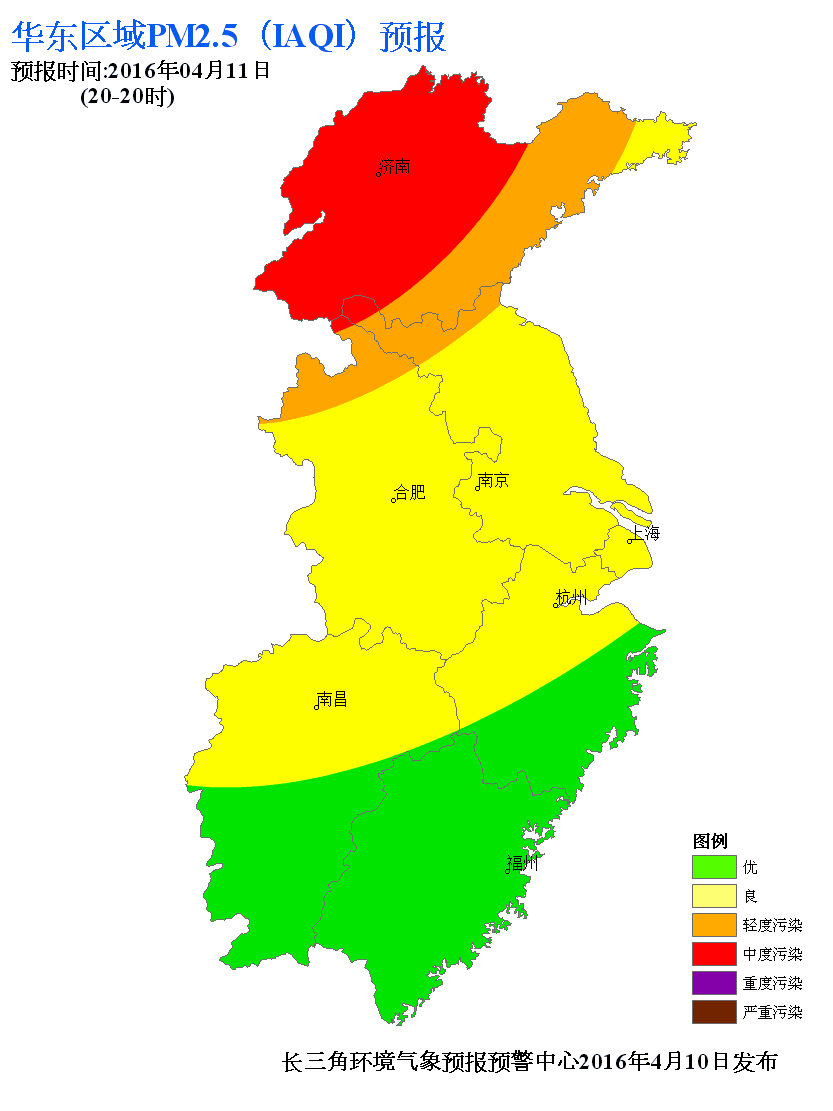 华东区域PM2.5（IAQI）预报
预报时间:2016年04月11日
(20-20时)
济南
合肥
南京
上海
杭州
南昌
福州
图例
优
良
轻度污染
中度污染
重度污染
严重污染
长三角环境气象预报预警中心2016年4月10日发布